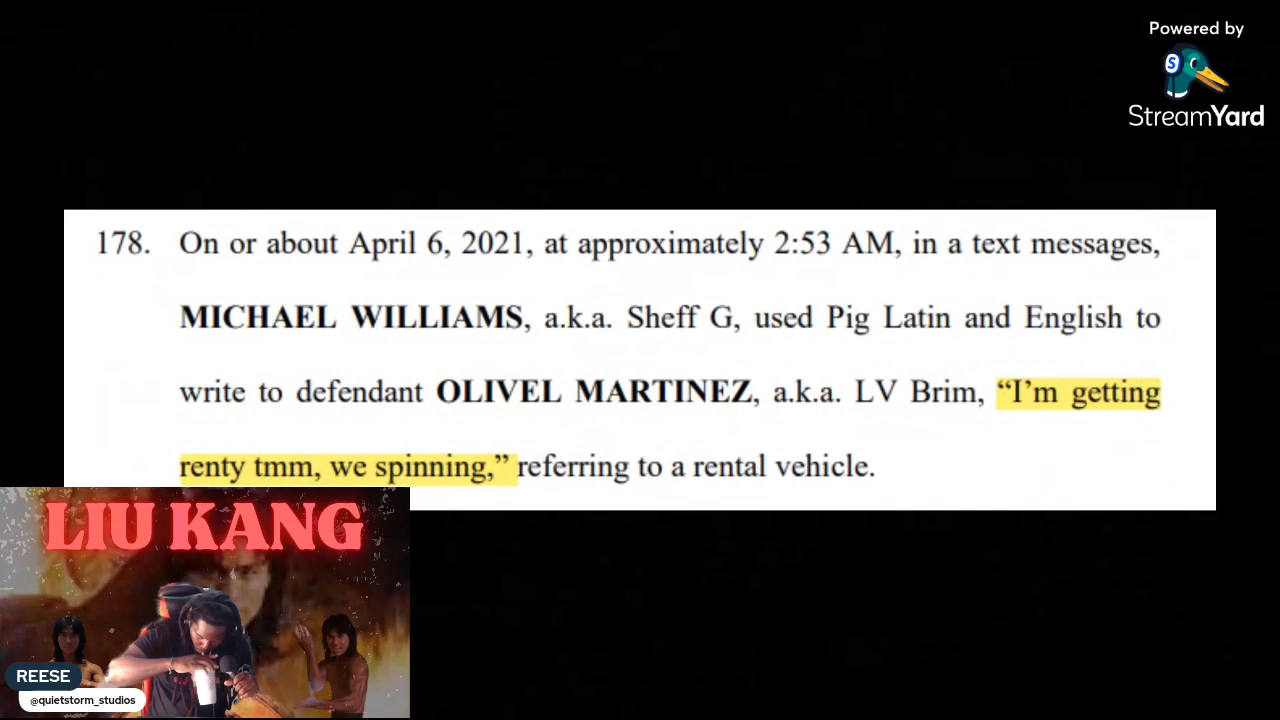 Powered by
S
StreamYard
178. On or about April 6, 2021, at approximately 2:53 AM, in a text messages,
MICHAEL WILLIAMS, a.k.a. Sheff G, used Pig Latin and English to
write to defendant OLIVEL MARTINEZ, a.k.a. LV Brim, “I’m getting
renty tmm, we spinning,” referring to a rental vehicle.
LIU KANG
REESE
@quietstorm_studios